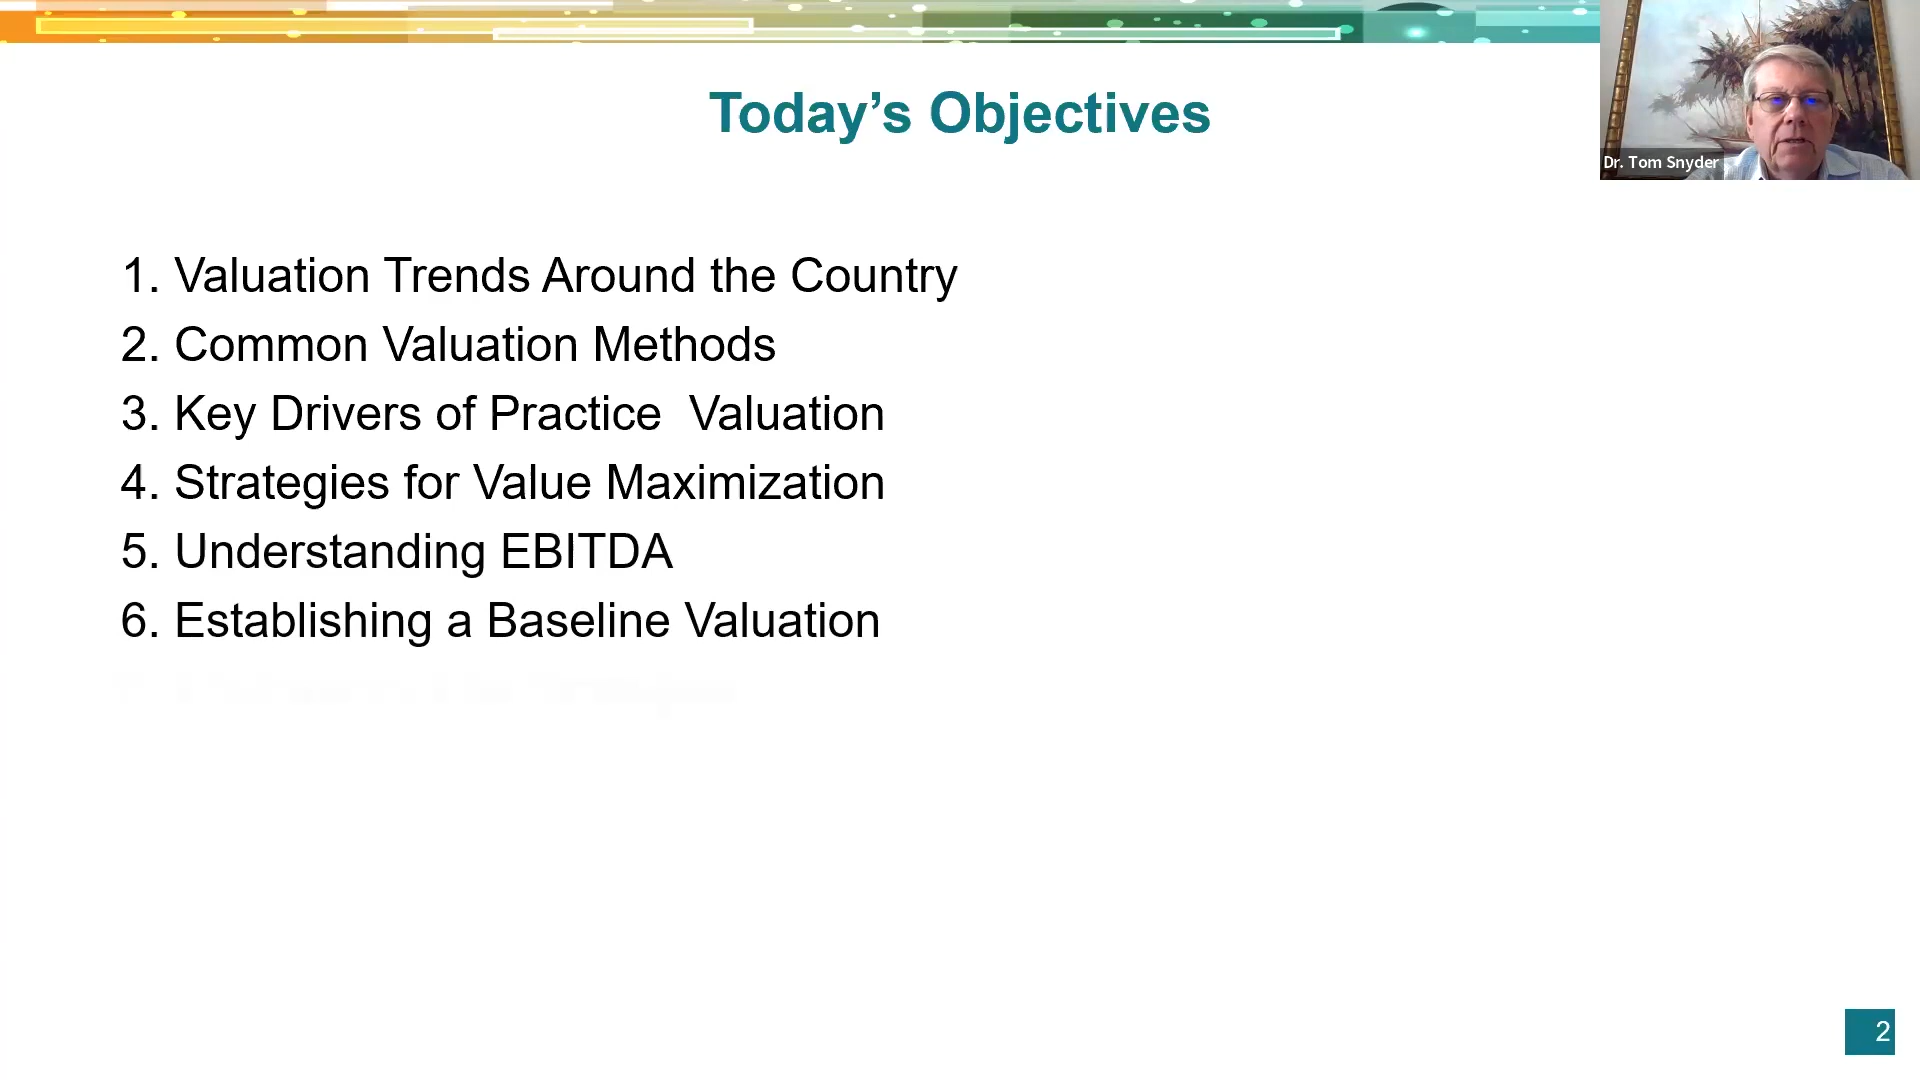 Today’s Objectives
Dr. Tom Snyder
1. Valuation Trends Around the Country
2. Common Valuation Methods
3. Key Drivers of Practice  Valuation
4. Strategies for Value Maximization
5. Understanding EBITDA
6. Establishing a Baseline Valuation
2